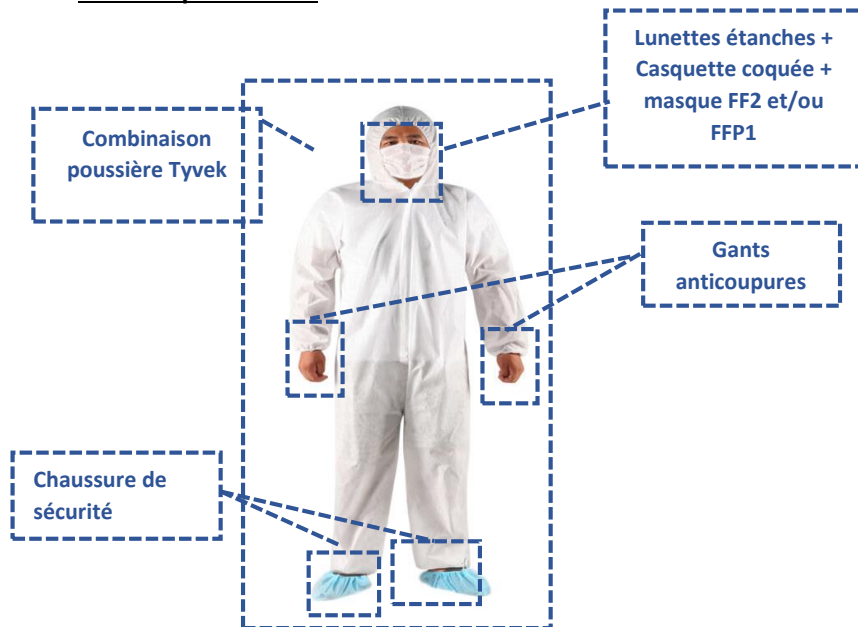 Lunettes étanches +
Casquette coquée +
masque FF2 et/ou
FFP1
Combinaison
poussière Tyvek
Gants
anticoupures
Chaussure de
sécurité